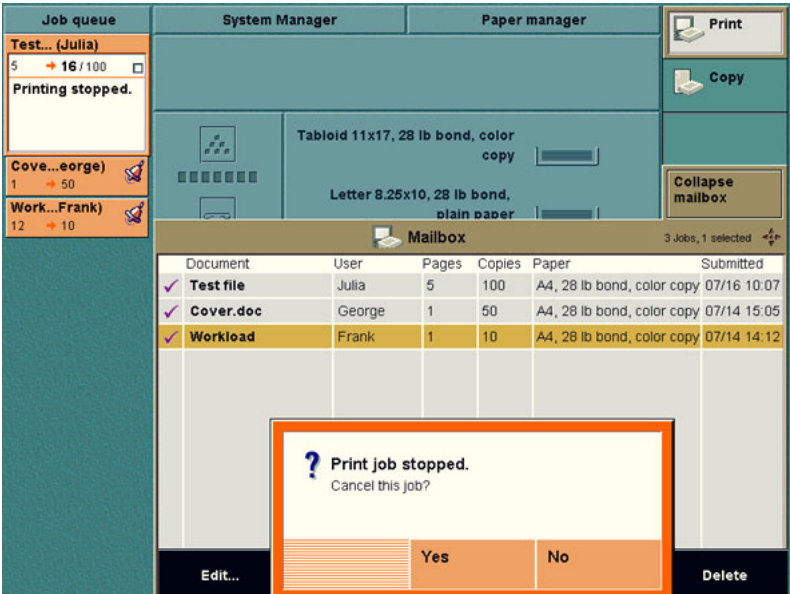 Job queue
System Manager
Paper manager
Print
Test... (Julia)
5 → 16 / 100
Printing stopped.
Cove...eorge)
1 → 50
Work...Frank)
12 → 10
Tabloid 11x17, 28 lb bond, color
copy
Letter 8.25x10, 28 lb bond,
plain paper
Copy
Collapse
mailbox
Mailbox
3 Jobs, 1 selected
Document User Pages Copies Paper Submitted
Test file Julia 5 100 A4, 28 lb bond, color copy 07/16 10:07
Cover.doc George 1 50 A4, 28 lb bond, color copy 07/14 15:05
Workload Frank 1 10 A4, 28 lb bond, color copy 07/14 14:12
? Print job stopped.
Cancel this job?
Yes No
Edit... Delete